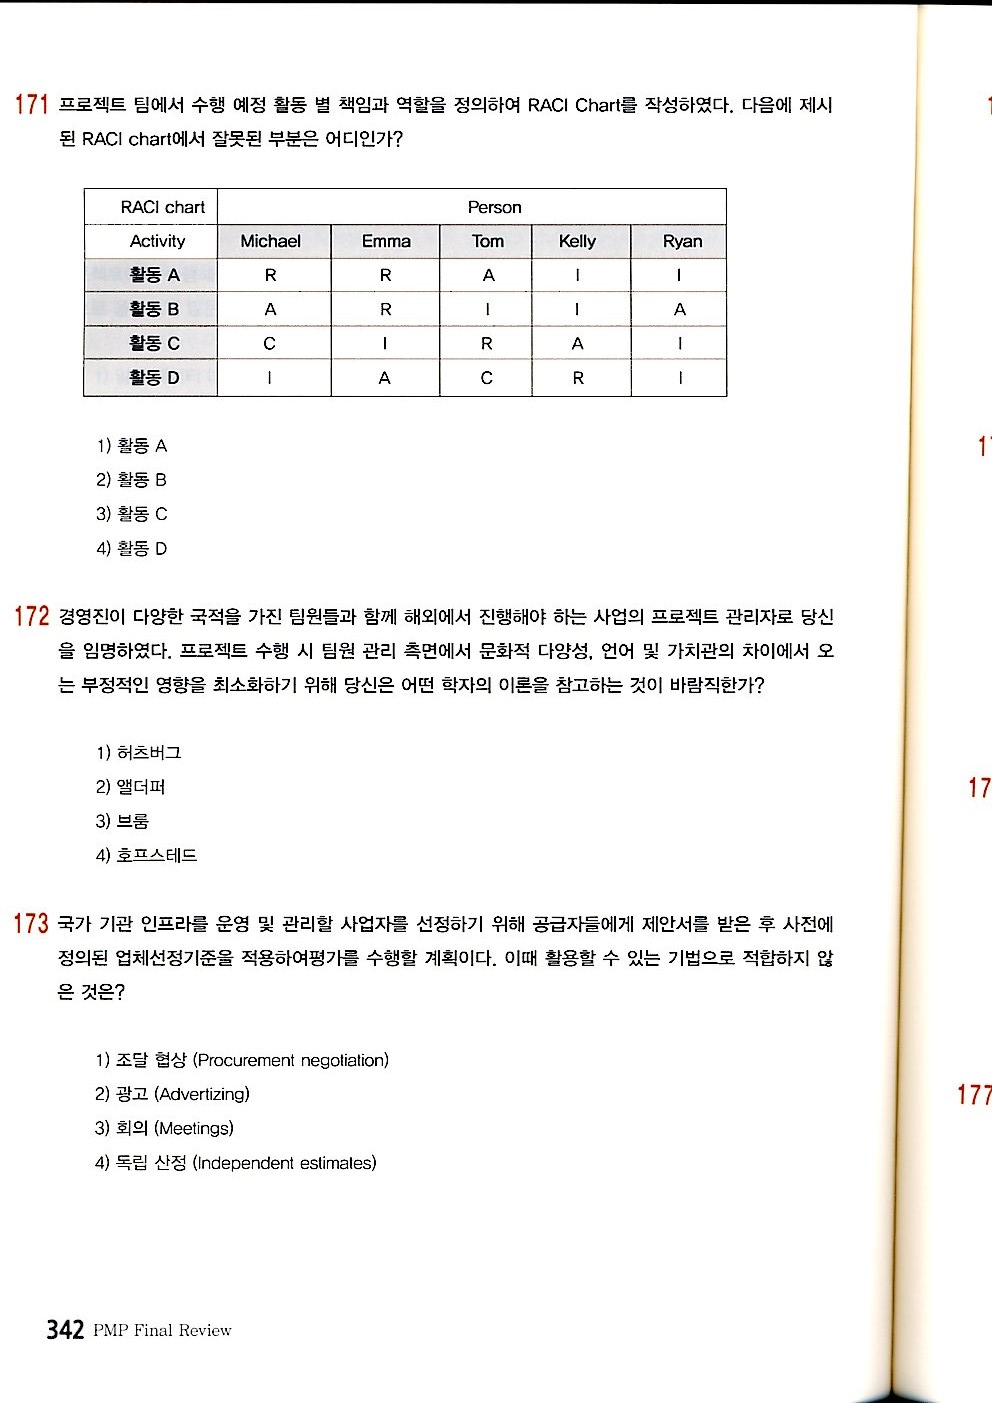 171 프로젝트 팀에서 수행 예정 활동 별 책임과 역할을 정의하여 RACI Chart를 작성하였다. 다음에 제시
된 RACI chart에서 잘못된 부분은 어디인가?
RACI chart Person
Activity Michael Emma Tom Kelly Ryan
활동 A R R A I I
활동 B A R I I A
활동 C C I R A I
활동 D I A C R I
1) 활동 A
2) 활동 B
3) 활동 C
4) 활동 D
172 경영진이 다양한 국적을 가진 팀원들과 함께 해외에서 진행해야 하는 사업의 프로젝트 관리자로 당신
을 임명하였다. 프로젝트 수행 시 팀원 관리 측면에서 문화적 다양성, 언어 및 가치관의 차이에서 오
는 부정적인 영향을 최소화하기 위해 당신은 어떤 학자의 이론을 참고하는 것이 바람직한가?
1) 허츠버그
2) 앨더퍼
3) 브룸
4) 호프스테드
173 국가 기관 인프라를 운영 및 관리할 사업자를 선정하기 위해 공급자들에게 제안서를 받은 후 사전에
정의된 업체선정기준을 적용하여평가를 수행할 계획이다. 이때 활용할 수 있는 기법으로 적합하지 않
은 것은?
1) 조달 협상 (Procurement negotiation)
2) 광고 (Advertizing)
3) 회의 (Meetings)
4) 독립 산정 (Independent estimates)
342 PMP Final Review
177